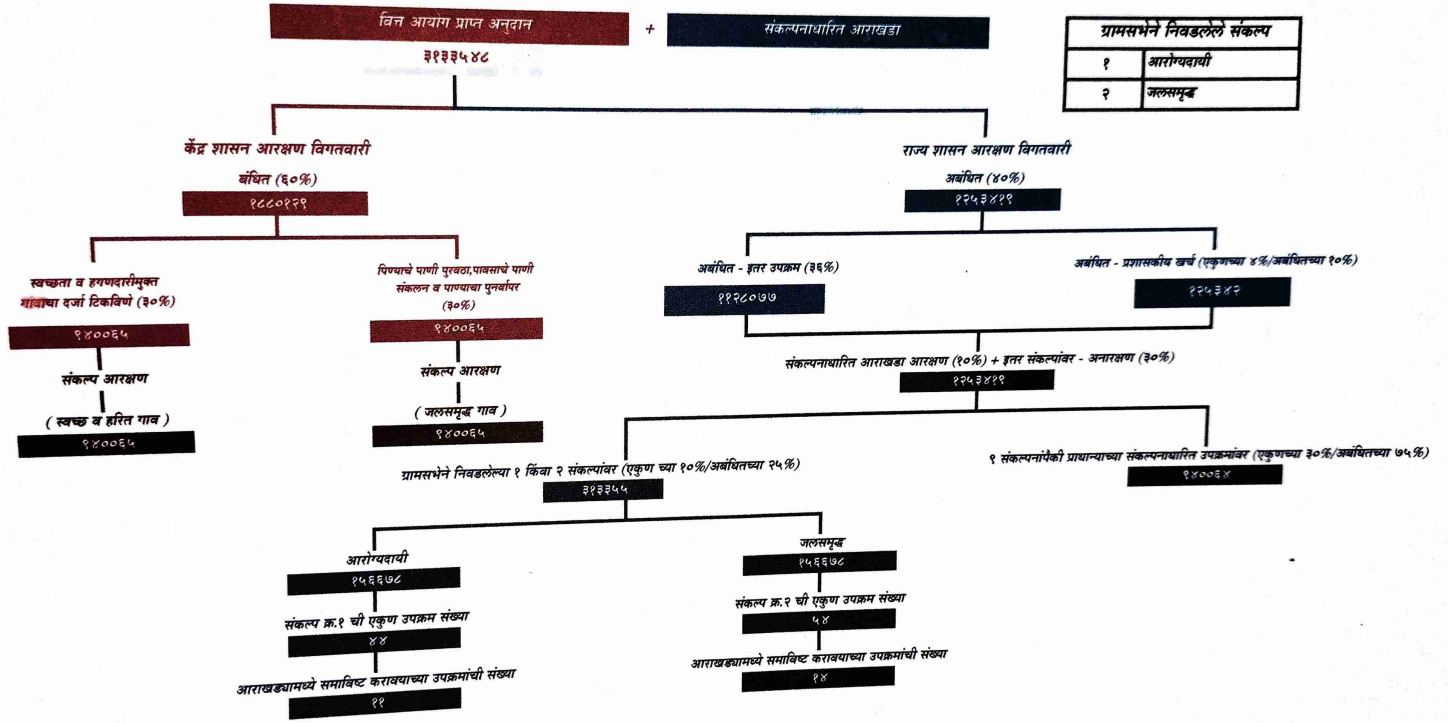 वित्त आयोग प्राप्त अनुदान + संकल्पनाधारित आराखडा
३१३३५४८
ग्रामसभेने निवडलेले संकल्प
१ आरोग्यदायी
२ जलसमृद्ध
केंद्र शासन आरक्षण विगतवारी
बंधित (६०%)
१८८०१२९
राज्य शासन आरक्षण विगतवारी
अबंधित (४०%)
१२५३४१९
स्वच्छता व हगणदारीमुक्त
गावाचा दर्जा टिकविणे (३०%)
९४००६५
संकल्प आरक्षण
( स्वच्छ व हरित गाव )
९४००६५
पिण्याचे पाणी पुरवठा,पावसाचे पाणी
संकलन व पाण्याचा पुनर्वापर
(३०%)
९४००६५
संकल्प आरक्षण
( जलसमृद्ध गाव )
९४००६५
अबंधित - इतर उपक्रम (३६%)
११२८०७७
अबंधित - प्रशासकीय खर्च (एकुणच्या ४%/अबंधितच्या १०%)
१२५३४२
संकल्पनाधारित आराखडा आरक्षण (१०%) + इतर संकल्पांवर - अनारक्षण (३०%)
१२५३४१९
ग्रामसभेने निवडलेल्या १ किंवा २ संकल्पांवर (एकुण च्या १०%/अबंधितच्या २५%)
३१३३५५
९ संकल्पनांपैकी प्राधान्याच्या संकल्पनाधारित उपक्रमांवर (एकुणच्या ३०%/अबंधितच्या ७५%)
९४००६४
आरोग्यदायी
१५६६७८
संकल्प क्र.१ ची एकुण उपक्रम संख्या
४४
आराखड्यामध्ये समाविष्ट करावयाच्या उपक्रमांची संख्या
११
जलसमृद्ध
१५६६७८
संकल्प क्र.२ ची एकुण उपक्रम संख्या
५४
आराखड्यामध्ये समाविष्ट करावयाच्या उपक्रमांची संख्या
१४